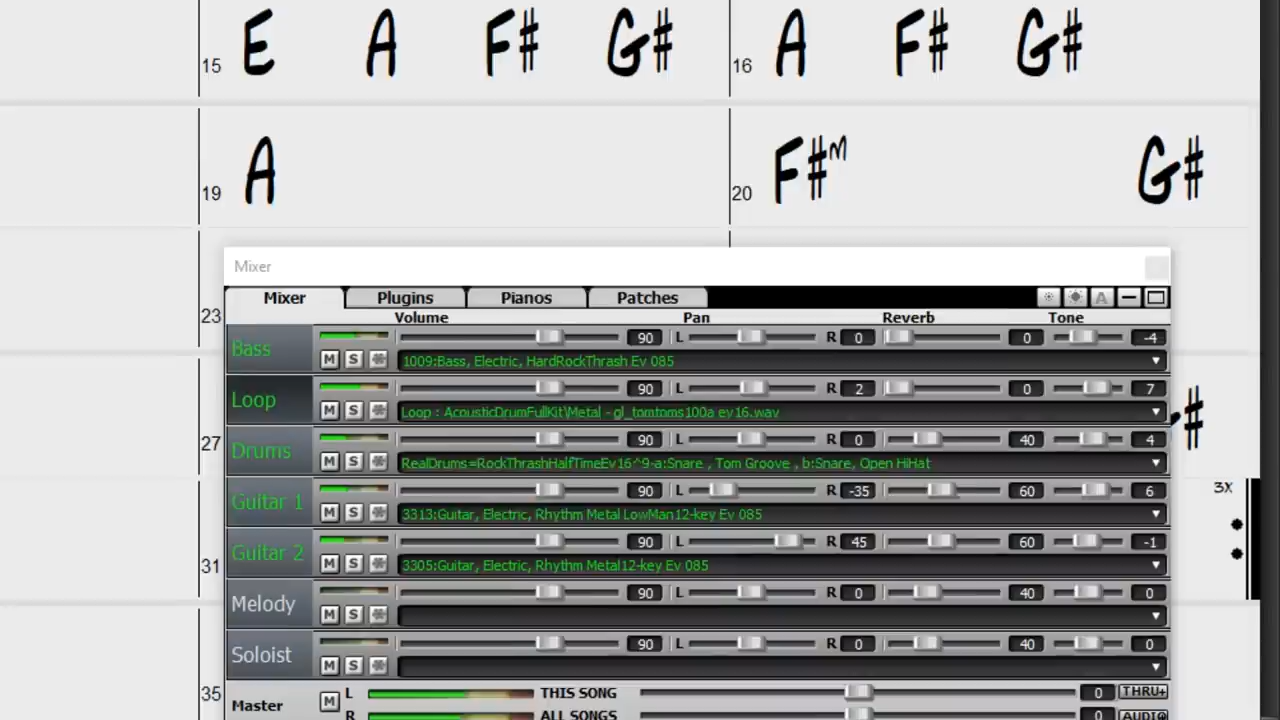 15 E A F# G# 16 A F# G#
19 A 20 F#m G#
Mixer
Mixer Plugins Pianos Patches A
23 Volume Pan Reverb Tone
Bass 90 L R 0 0 -4
M S 1009:Bass, Electric, HardRockThrash Ev 085
Loop 90 L R 2 0 7
M S Loop : AcousticDrumFullKit\Metal - gl_tomtoms100a ev16.wav
27 Drums 90 L R 0 40 4
M S RealDrums=RockThrashHalfTimeEv16^9-a:Snare , Tom Groove , b:Snare, Open HiHat
Guitar 1 90 L R -35 60 6 3X
M S 3313:Guitar, Electric, Rhythm Metal LowMan12-key Ev 085
31 Guitar 2 90 L R 45 60 -1
M S 3305:Guitar, Electric, Rhythm Metal12-key Ev 085
Melody 90 L R 0 40 0
M S
Soloist 90 L R 0 40 0
M S
35 Master M L THIS SONG 0 THRU+
R ALL SONGS 0 AUDIO